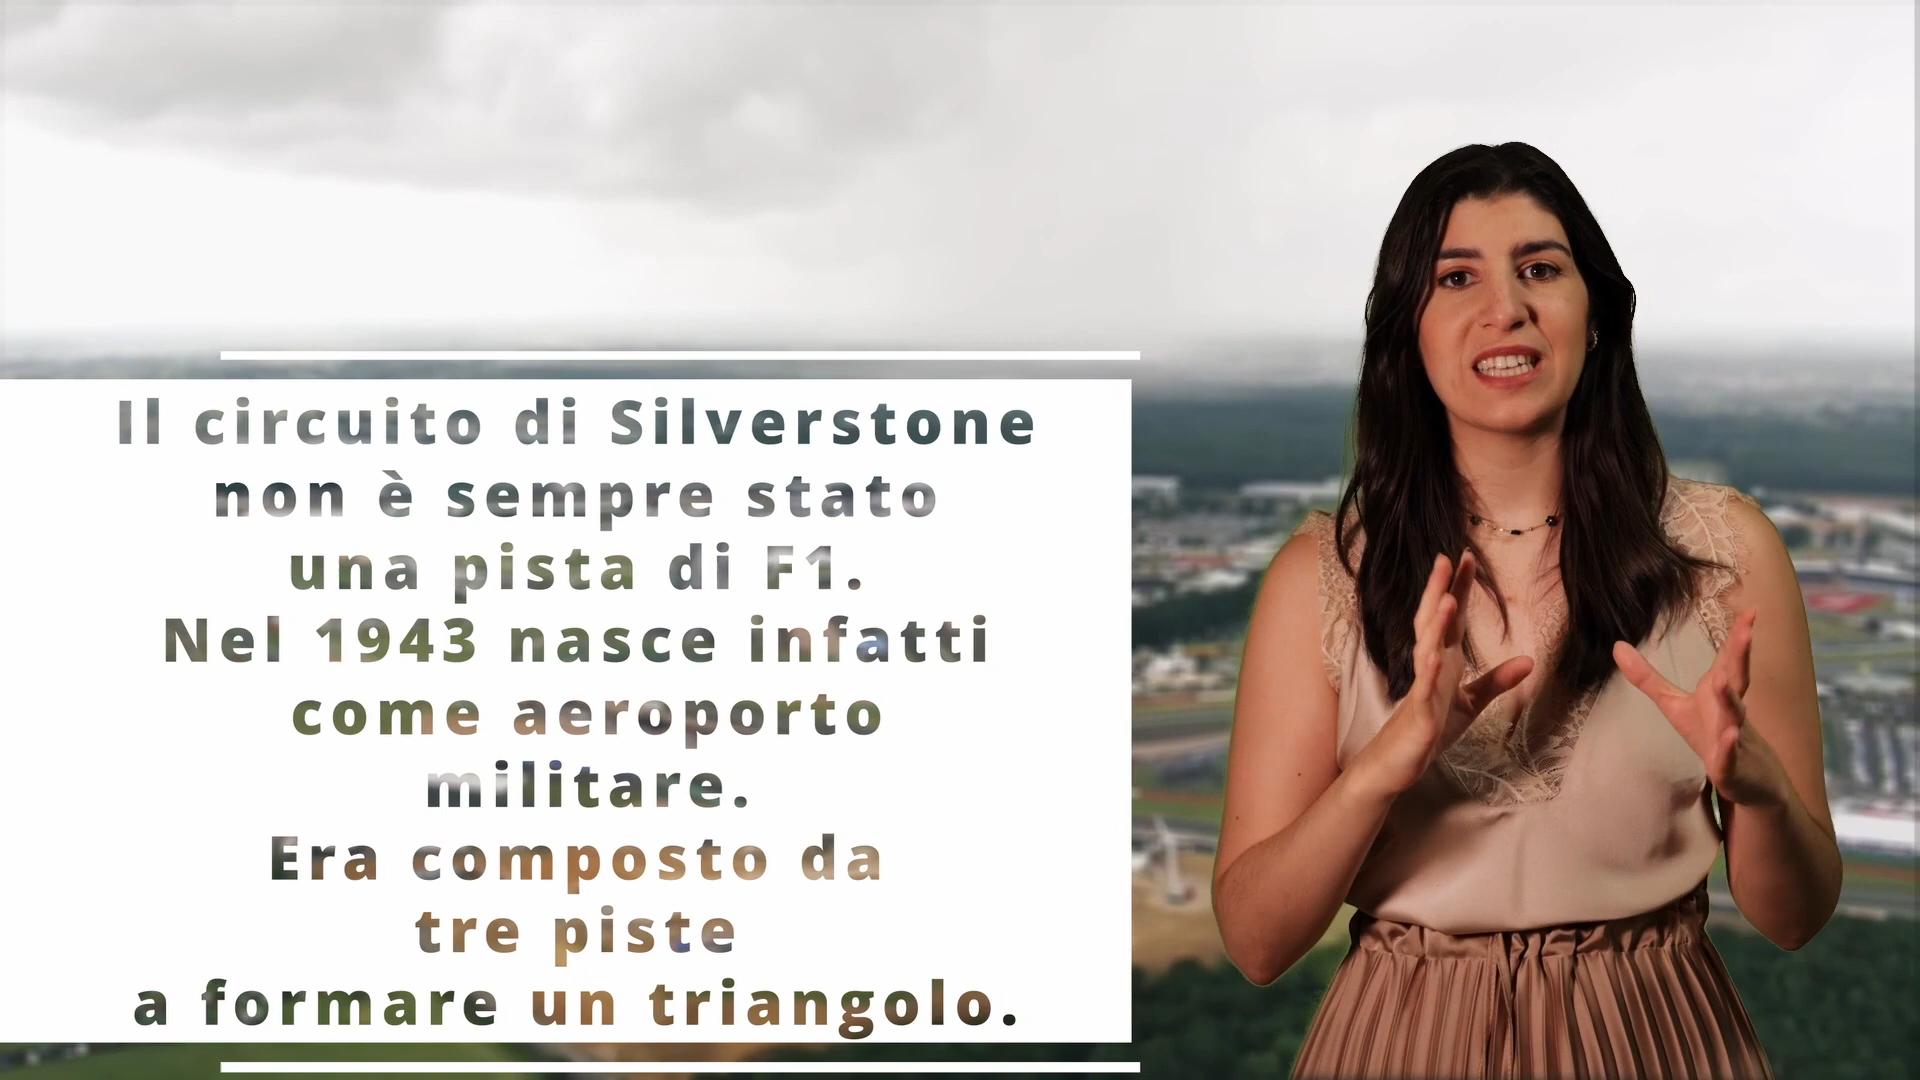 Il circuito di Silverstone
non è sempre stato
una pista di F1.
Nel 1943 nasce infatti
come aeroporto
militare.
Era composto da
tre piste
a formare un triangolo.